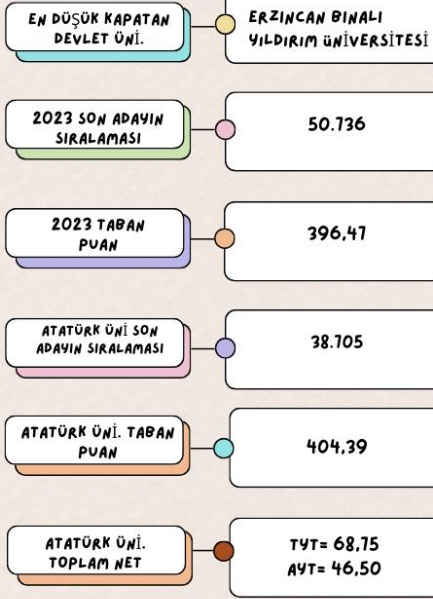 EN DÜŞÜK KAPATAN
DEVLET ÜNİ.
ERZINCAN BINALI
YILDIRIM ÜNİVERSİTESİ
2023 SON ADAYIN
SIRALAMASI
50.736
2023 TABAN
PUAN
396,47
ATATÜRK ÜNİ SON
ADAYIN SIRALAMASI
38.705
ATATÜRK ÜNİ. TABAN
PUAN
404,39
ATATÜRK ÜNİ.
TOPLAM NET
TYT= 68,75
AYT= 46,50